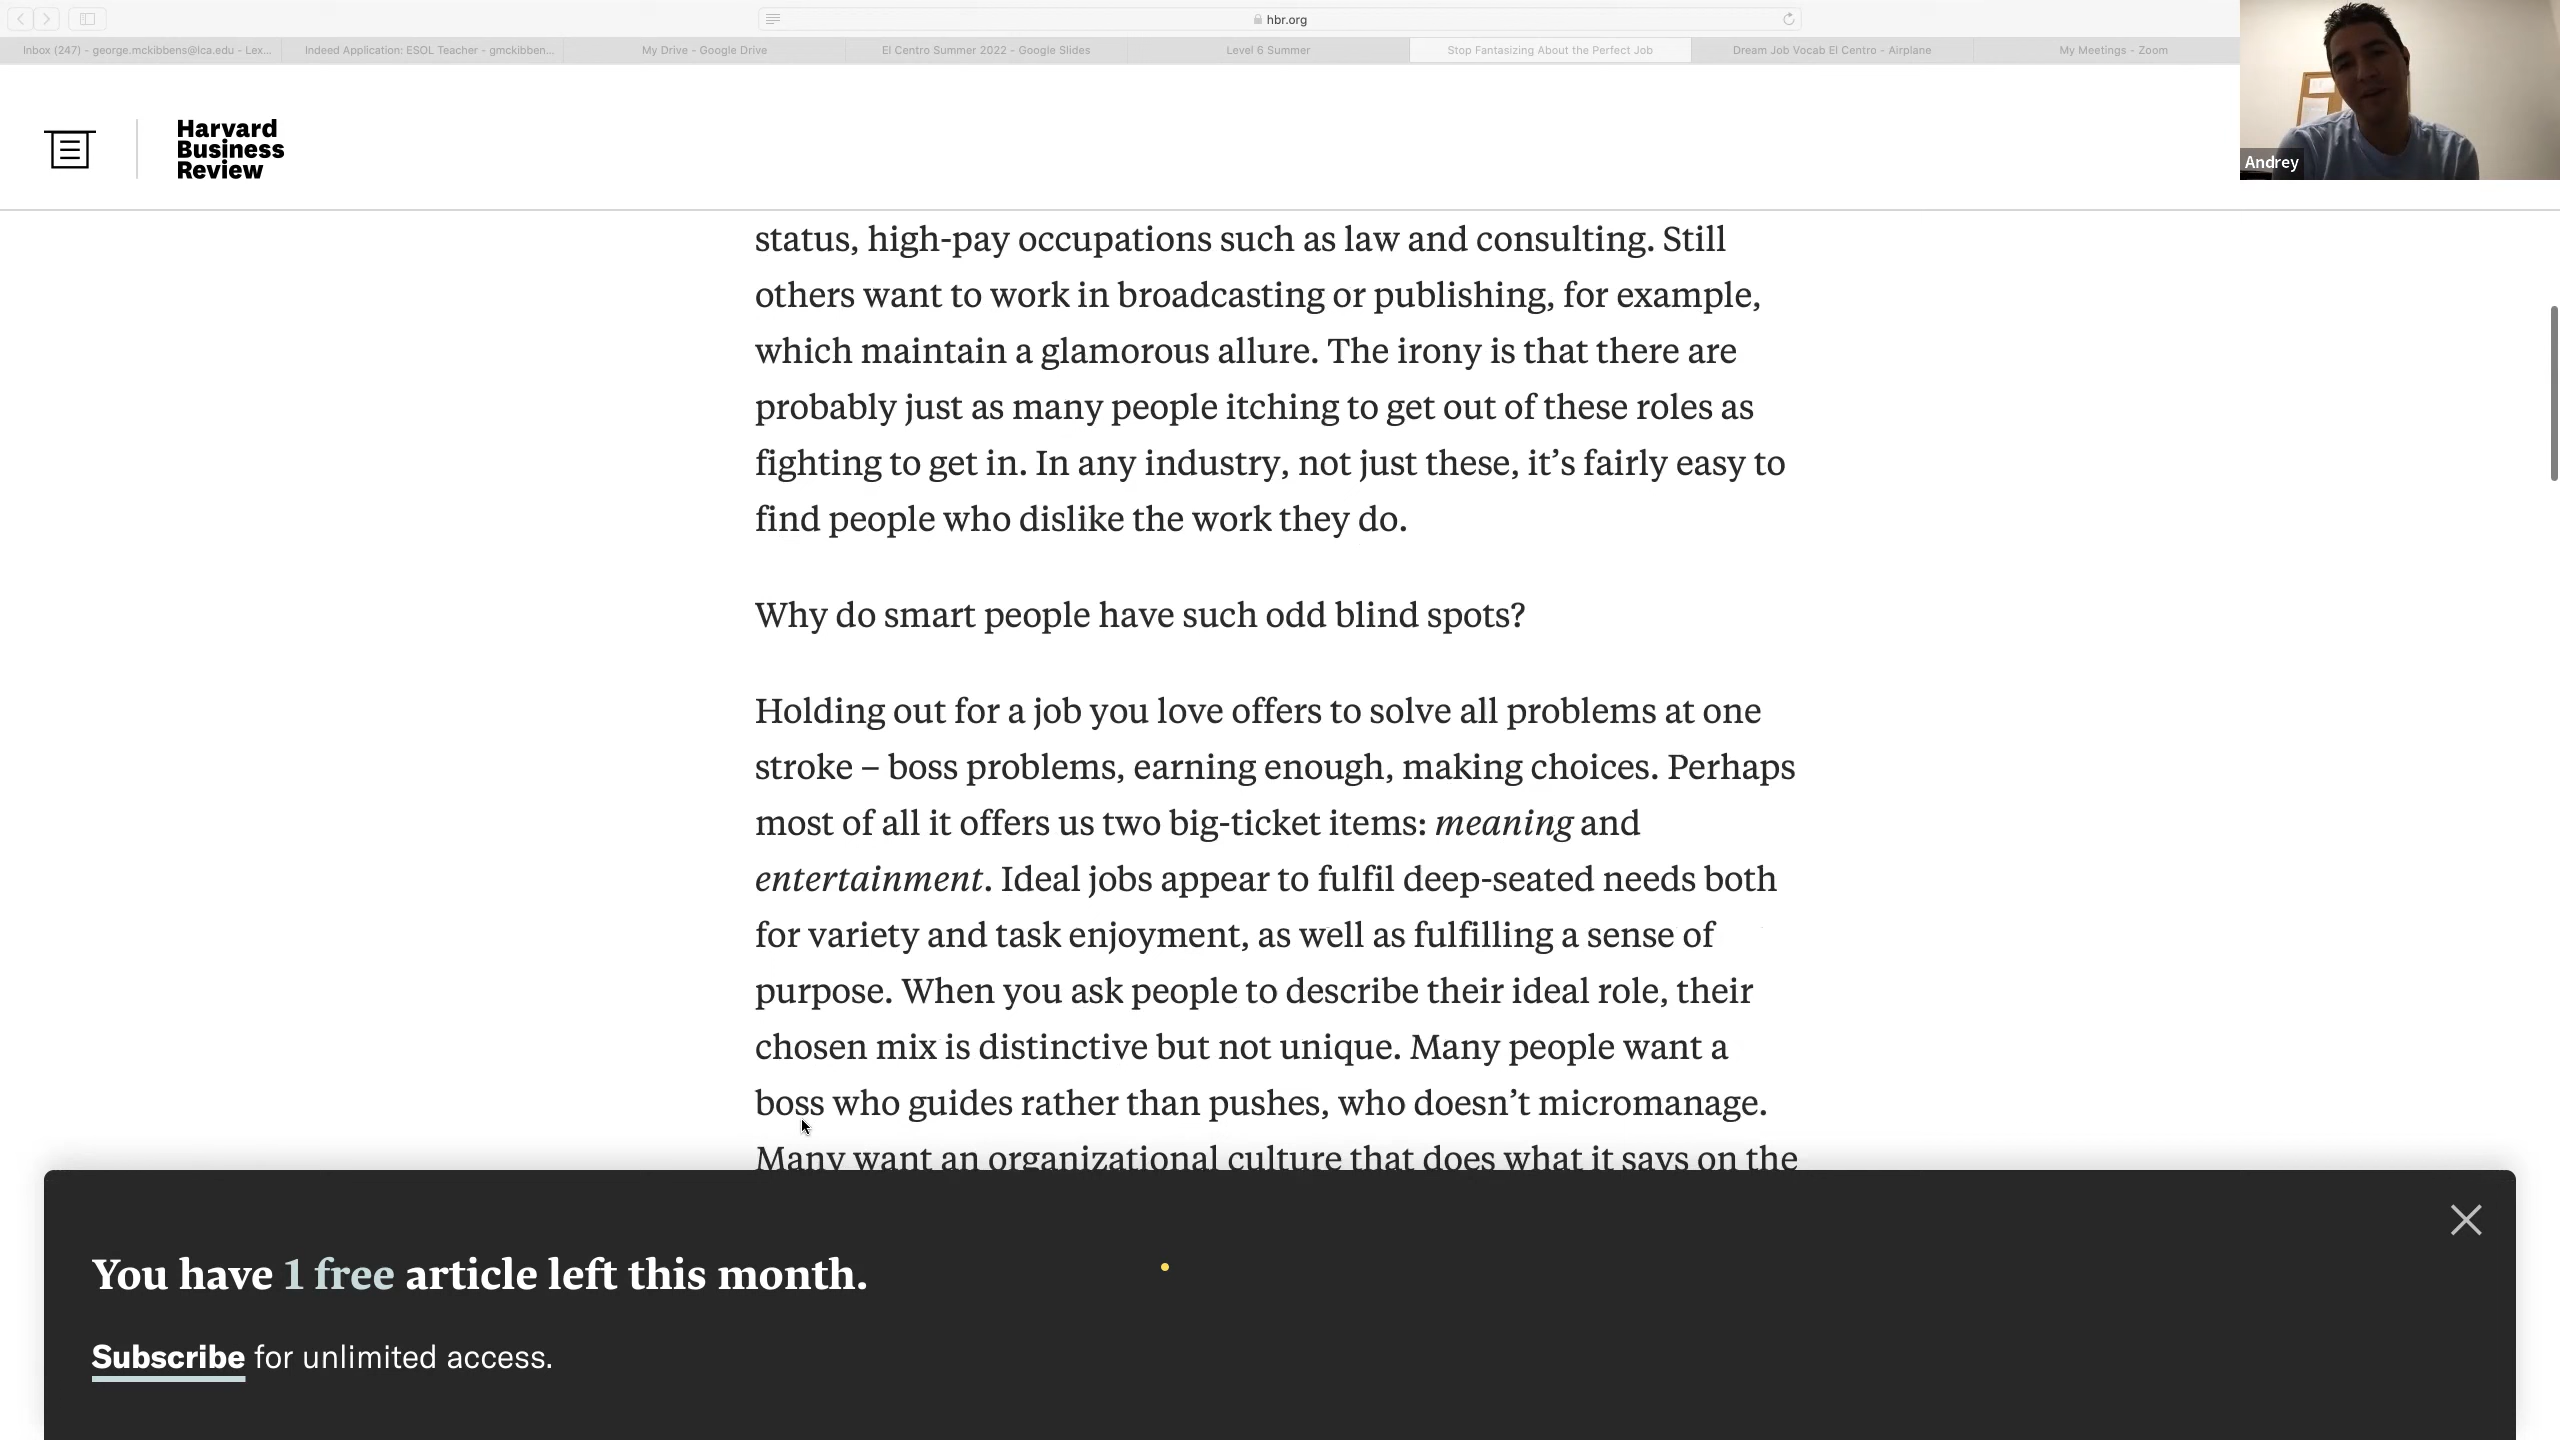 hbr.org
Inbox (247) - george.mckibbens@lca.edu - Lex...
Indeed Application: ESOL Teacher - gmckibben...
My Drive - Google Drive
El Centro Summer 2022 - Google Slides
Level 6 Summer
Stop Fantasizing About the Perfect Job
Dream Job Vocab El Centro - Airplane
My Meetings - Zoom
Andrey
Harvard
Business
Review
status, high-pay occupations such as law and consulting. Still
others want to work in broadcasting or publishing, for example,
which maintain a glamorous allure. The irony is that there are
probably just as many people itching to get out of these roles as
fighting to get in. In any industry, not just these, it’s fairly easy to
find people who dislike the work they do.
Why do smart people have such odd blind spots?
Holding out for a job you love offers to solve all problems at one
stroke – boss problems, earning enough, making choices. Perhaps
most of all it offers us two big-ticket items: meaning and
entertainment. Ideal jobs appear to fulfil deep-seated needs both
for variety and task enjoyment, as well as fulfilling a sense of
purpose. When you ask people to describe their ideal role, their
chosen mix is distinctive but not unique. Many people want a
boss who guides rather than pushes, who doesn’t micromanage.
Many want an organizational culture that does what it says on the
You have 1 free article left this month.
Subscribe for unlimited access.